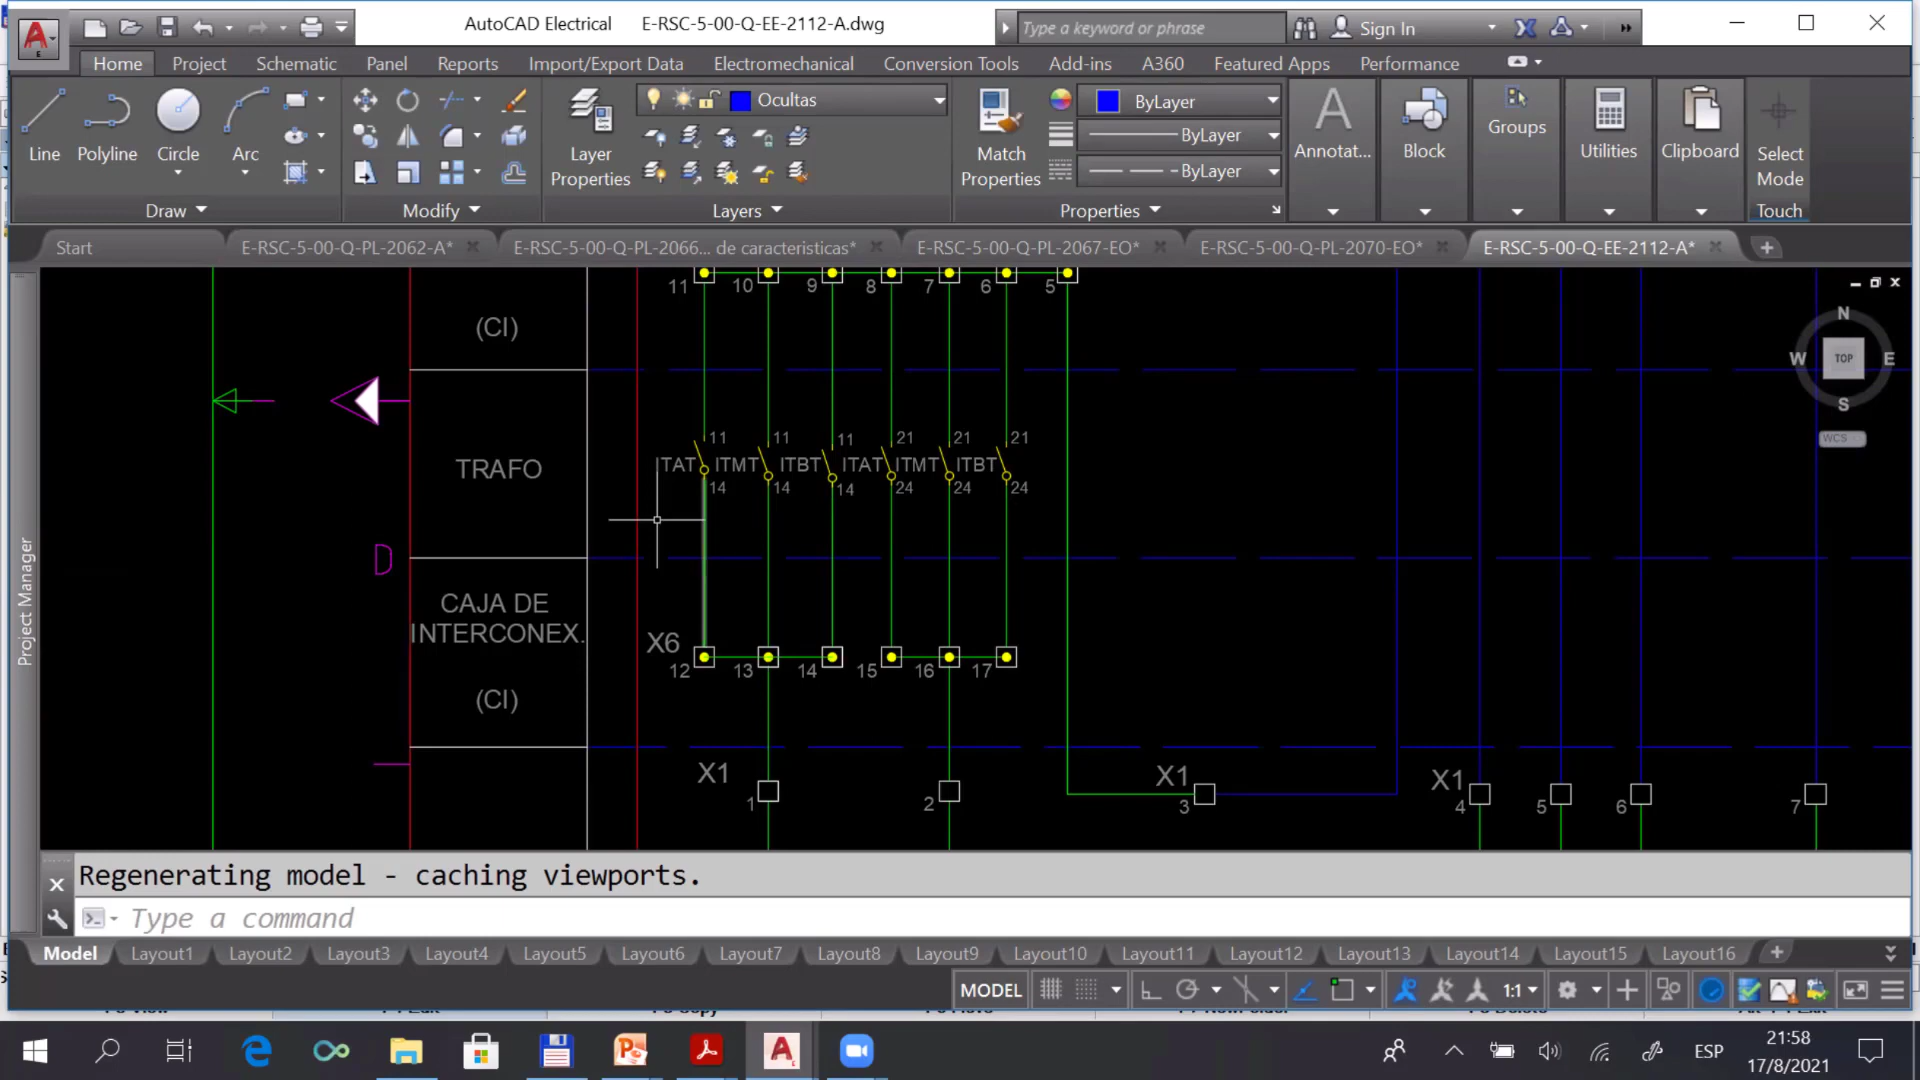 AutoCAD Electrical E-RSC-5-00-Q-EE-2112-A.dwg
Type a keyword or phrase
Sign In
Home Project Schematic Panel Reports Import/Export Data Electromechanical Conversion Tools Add-ins A360 Featured Apps Performance
Ocultas
ByLayer
ByLayer
ByLayer
Line Polyline Circle Arc
Layer Properties
Match Properties
Annotat... Block Groups Utilities Clipboard Select Mode
Draw Modify Layers Properties Touch
Start E-RSC-5-00-Q-PL-2062-A* E-RSC-5-00-Q-PL-2066... de caracteristicas* E-RSC-5-00-Q-PL-2067-EO* E-RSC-5-00-Q-PL-2070-EO* E-RSC-5-00-Q-EE-2112-A*
11 10 9 8 7 6 5
(CI)
N
W TOP E
S
WCS
11 11 11 21 21 21
TRAFO
ITAT ITMT ITBT ITAT ITMT ITBT
14 14 14 24 24 24
D
CAJA DE
INTERCONEX.
X6
12 13 14 15 16 17
(CI)
X1 X1 X1
1 2 3 4 5 6 7
Project Manager
Regenerating model - caching viewports.
Type a command
Model Layout1 Layout2 Layout3 Layout4 Layout5 Layout6 Layout7 Layout8 Layout9 Layout10 Layout11 Layout12 Layout13 Layout14 Layout15 Layout16
MODEL 1:1
ESP
21:58
17/8/2021